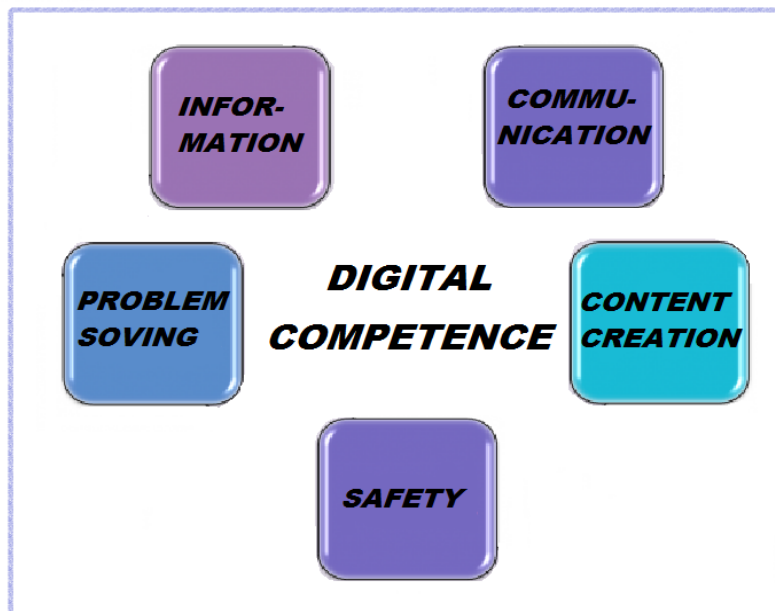 INFOR-
MATION
COMMU-
NICATION
DIGITAL
COMPETENCE
PROBLEM
SOVING
CONTENT
CREATION
SAFETY